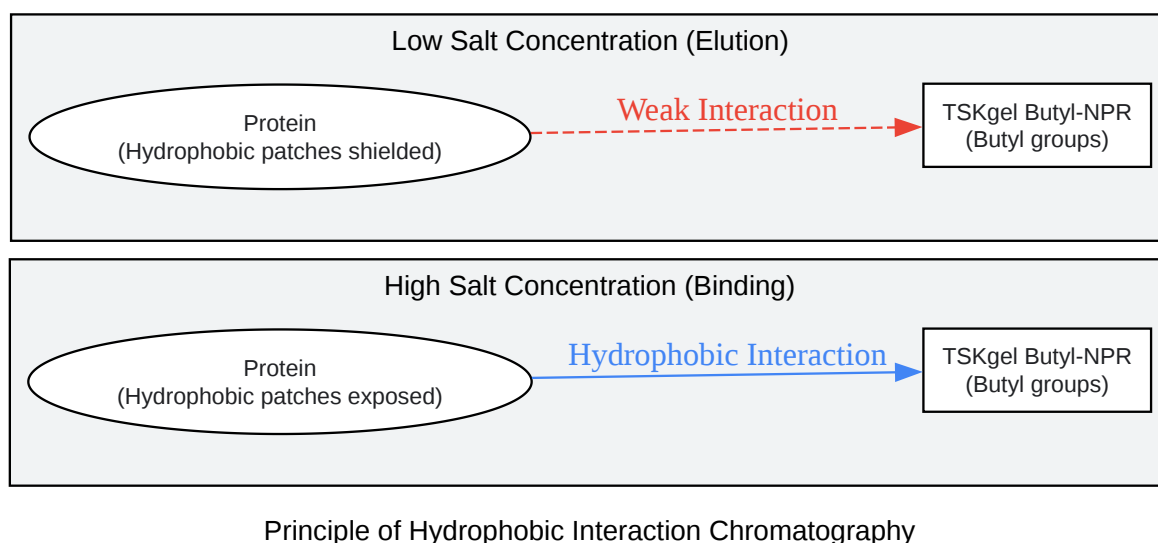 Low Salt Concentration (Elution)
Protein
(Hydrophobic patches shielded)
Weak Interaction
TSKgel Butyl-NPR
(Butyl groups)
High Salt Concentration (Binding)
Protein
(Hydrophobic patches exposed)
Hydrophobic Interaction
TSKgel Butyl-NPR
(Butyl groups)
Principle of Hydrophobic Interaction Chromatography